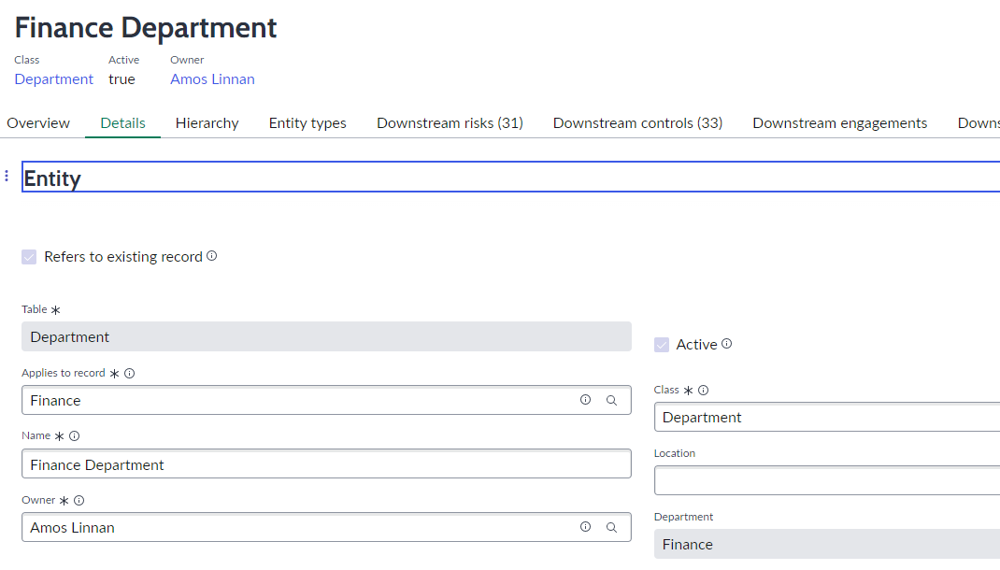 Finance Department
Class Active Owner
Department true Amos Linnan
Overview Details Hierarchy Entity types Downstream risks (31) Downstream controls (33) Downstream engagements Downs
Entity
Refers to existing record
Table *
Department
Active
Applies to record *
Class *
Finance
Department
Name *
Location
Finance Department
Owner *
Department
Amos Linnan
Finance